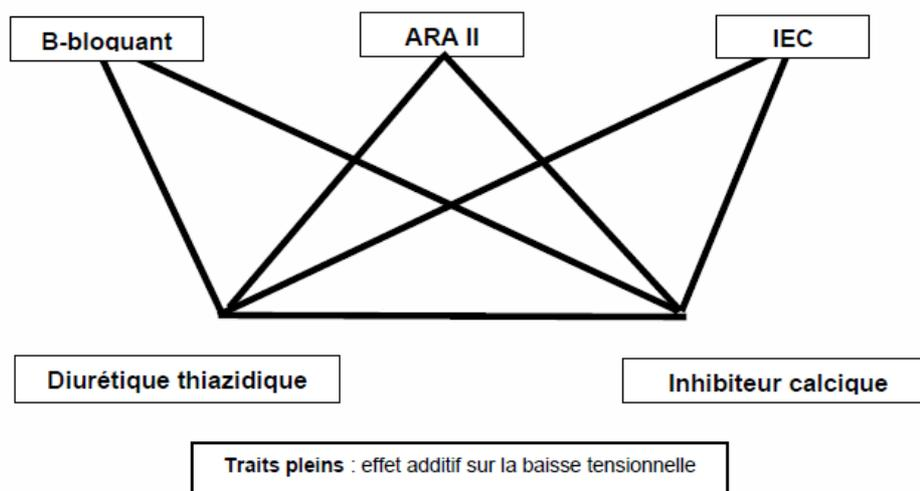 B-bloquant
ARA II
IEC
Diurétique thiazidique
Inhibiteur calcique
Traits pleins : effet additif sur la baisse tensionnelle